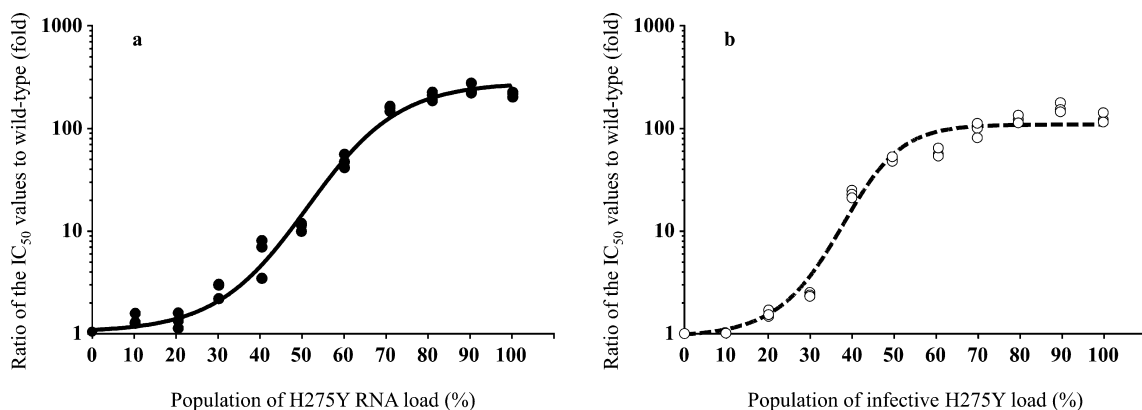 Ratio of the IC50 values to wild-type (fold)
1000
100
10
1
a
0 10 20 30 40 50 60 70 80 90 100
Population of H275Y RNA load (%)
Ratio of the IC50 values to wild-type (fold)
1000
100
10
1
b
0 10 20 30 40 50 60 70 80 90 100
Population of infective H275Y load (%)